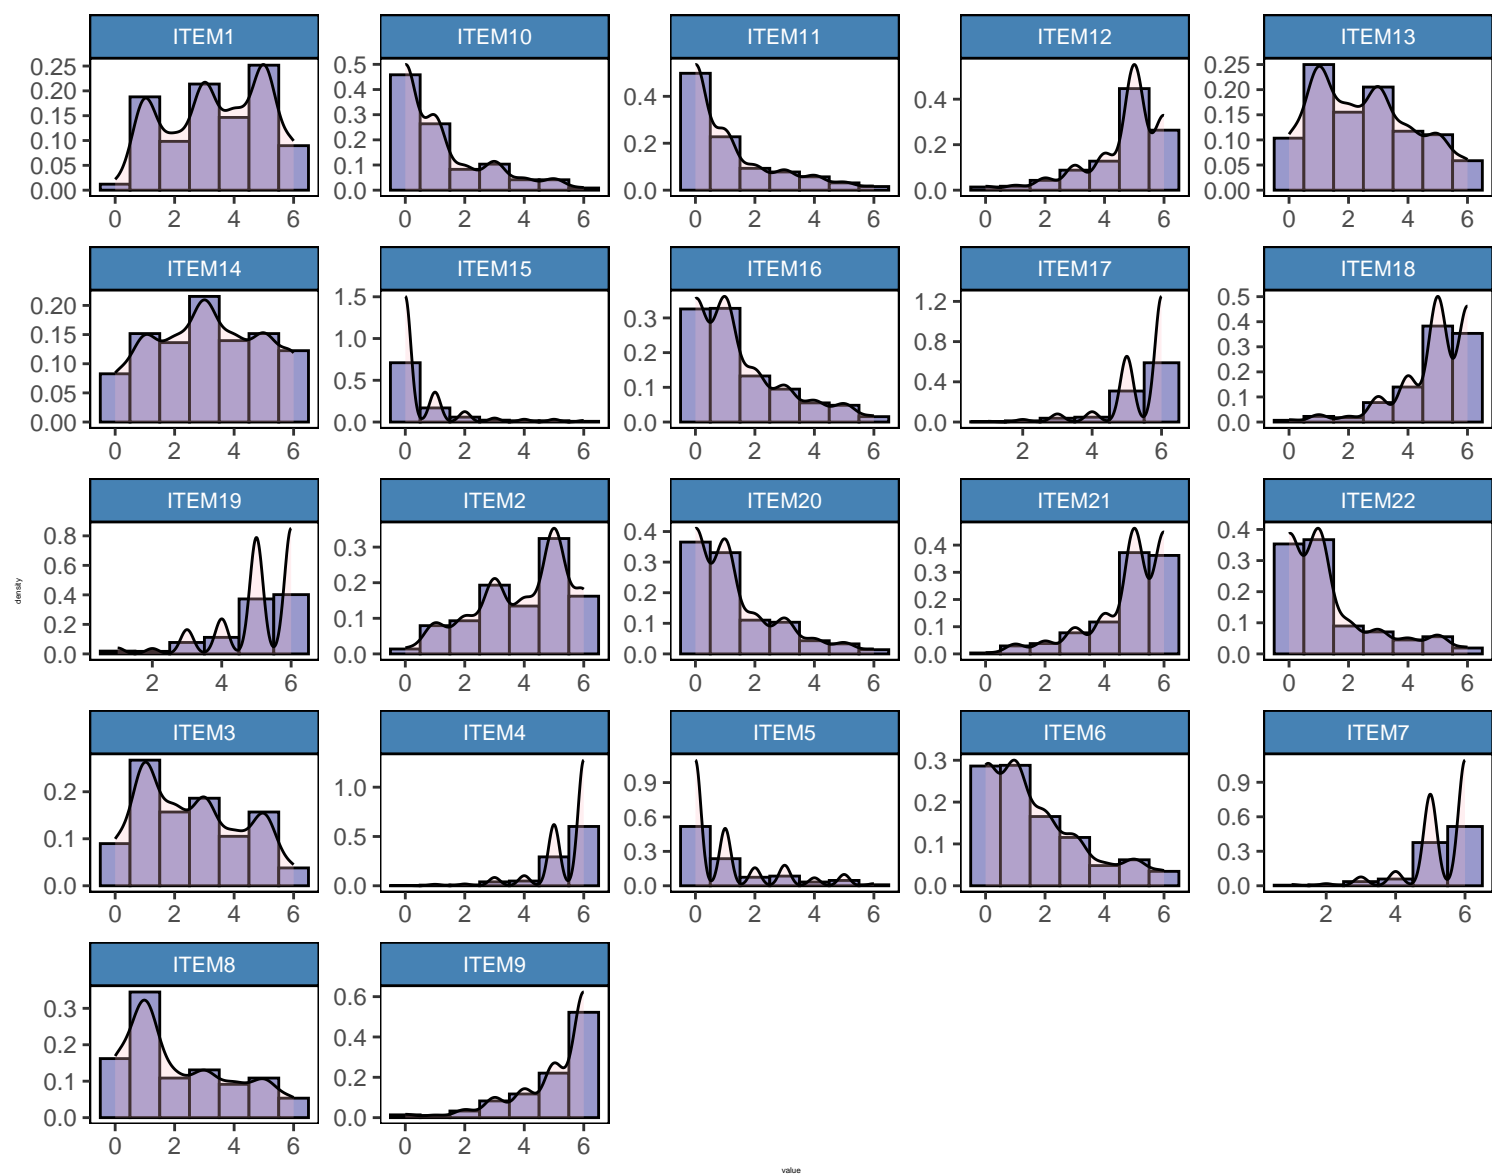 ITEM1 ITEM10 ITEM11 ITEM12 ITEM13
0.25 0.20 0.15 0.10 0.05 0.00
0.5 0.4 0.3 0.2 0.1 0.0
0.4 0.2 0.0
0.4 0.2 0.0
0.25 0.20 0.15 0.10 0.05 0.00
0 2 4 6 0 2 4 6 0 2 4 6 0 2 4 6 0 2 4 6
ITEM14 ITEM15 ITEM16 ITEM17 ITEM18
0.20 0.15 0.10 0.05 0.00
1.5 1.0 0.5 0.0
0.3 0.2 0.1 0.0
1.2 0.8 0.4 0.0
0.5 0.4 0.3 0.2 0.1 0.0
0 2 4 6 0 2 4 6 0 2 4 6 2 4 6 0 2 4 6
ITEM19 ITEM2 ITEM20 ITEM21 ITEM22
0.8 0.6 0.4 0.2 0.0
0.3 0.2 0.1 0.0
0.4 0.3 0.2 0.1 0.0
0.4 0.3 0.2 0.1 0.0
0.4 0.3 0.2 0.1 0.0
2 4 6 0 2 4 6 0 2 4 6 0 2 4 6 0 2 4 6
density
ITEM3 ITEM4 ITEM5 ITEM6 ITEM7
0.2 0.1 0.0
1.0 0.5 0.0
0.9 0.6 0.3 0.0
0.3 0.2 0.1 0.0
0.9 0.6 0.3 0.0
0 2 4 6 0 2 4 6 0 2 4 6 0 2 4 6 2 4 6
ITEM8 ITEM9
0.3 0.2 0.1 0.0
0.6 0.4 0.2 0.0
0 2 4 6 0 2 4 6
value